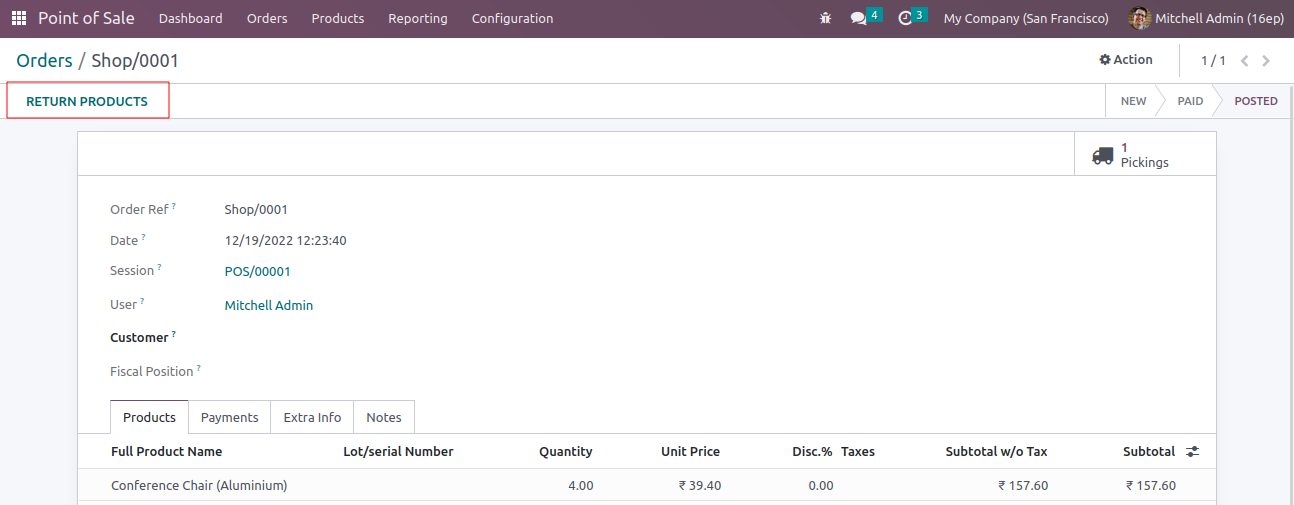 Point of Sale Dashboard Orders Products Reporting Configuration 4 3 My Company (San Francisco) Mitchell Admin (16ep)
Orders / Shop/0001 Action 1 / 1
RETURN PRODUCTS NEW PAID POSTED
1
Pickings
Order Ref ? Shop/0001
Date ? 12/19/2022 12:23:40
Session ? POS/00001
User ? Mitchell Admin
Customer ?
Fiscal Position ?
Products Payments Extra Info Notes
Full Product Name Lot/serial Number Quantity Unit Price Disc.% Taxes Subtotal w/o Tax Subtotal
Conference Chair (Aluminium) 4.00 ₹ 39.40 0.00 ₹ 157.60 ₹ 157.60